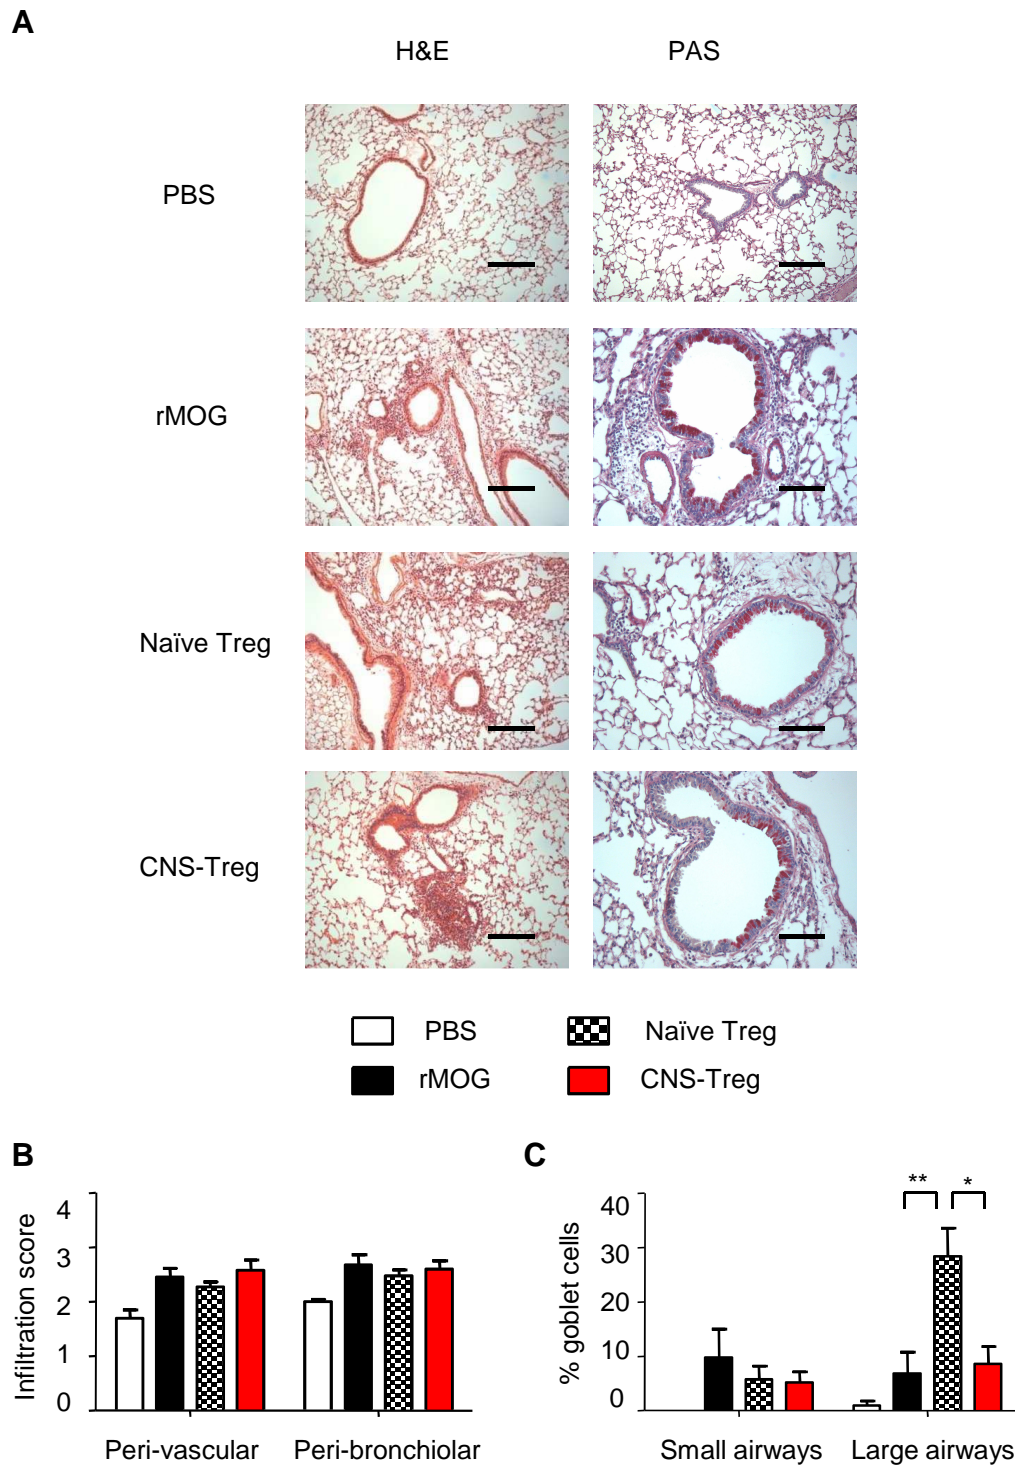 A
H&E PAS
PBS
rMOG
Naïve Treg
CNS-Treg
PBS Naïve Treg
rMOG CNS-Treg
B
Infiltration score
4
3
2
1
0
Peri-vascular Peri-bronchiolar
C
% goblet cells
40
30
20
10
0
** *
Small airways Large airways